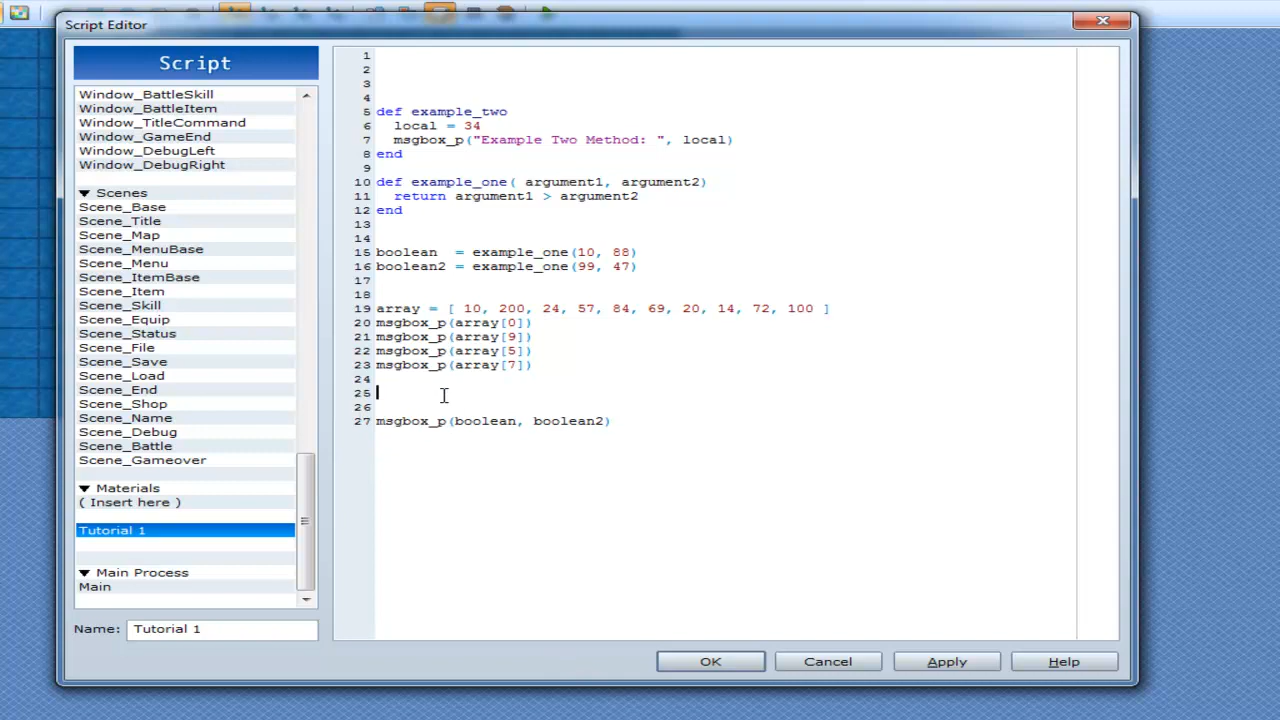 Script Editor
Script
Window_BattleSkill
Window_BattleItem
Window_TitleCommand
Window_GameEnd
Window_DebugLeft
Window_DebugRight
Scenes
Scene_Base
Scene_Title
Scene_Map
Scene_MenuBase
Scene_Menu
Scene_ItemBase
Scene_Item
Scene_Skill
Scene_Equip
Scene_Status
Scene_File
Scene_Save
Scene_Load
Scene_End
Scene_Shop
Scene_Name
Scene_Debug
Scene_Battle
Scene_Gameover
Materials
( Insert here )
Tutorial 1
Main Process
Main
Name: Tutorial 1
1
2
3
4
5 def example_two
6 local = 34
7 msgbox_p("Example Two Method: ", local)
8 end
9
10 def example_one( argument1, argument2)
11 return argument1 > argument2
12 end
13
14
15 boolean  = example_one(10, 88)
16 boolean2 = example_one(99, 47)
17
18
19 array = [ 10, 200, 24, 57, 84, 69, 20, 14, 72, 100 ]
20 msgbox_p(array[0])
21 msgbox_p(array[9])
22 msgbox_p(array[5])
23 msgbox_p(array[7])
24
25
26
27 msgbox_p(boolean, boolean2)
OK Cancel Apply Help